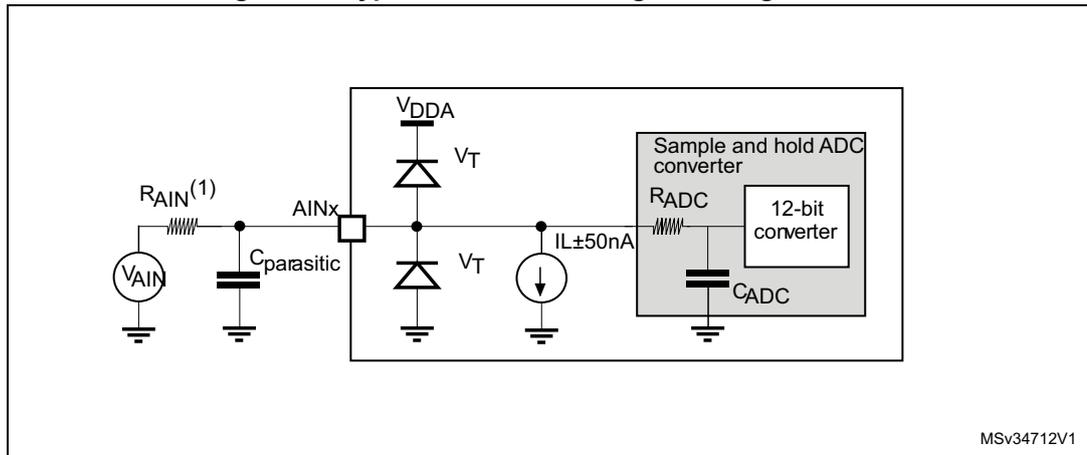 VDDA
VT
Sample and hold ADC
converter
RAIN(1)
AINx
RADC
12-bit
converter
IL±50nA
Cparasitic
VT
VAIN
CADC
MSv34712V1